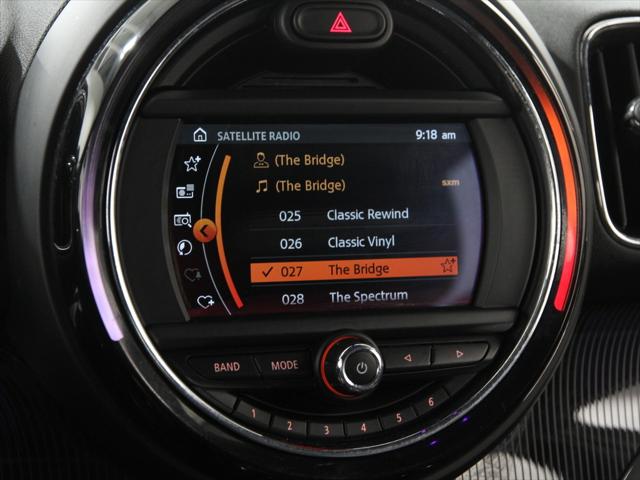 SATELLITE RADIO 9:18 am
(The Bridge)
(The Bridge) sxm
025 Classic Rewind
026 Classic Vinyl
027 The Bridge
028 The Spectrum
BAND MODE
1 2 3 4 5 6